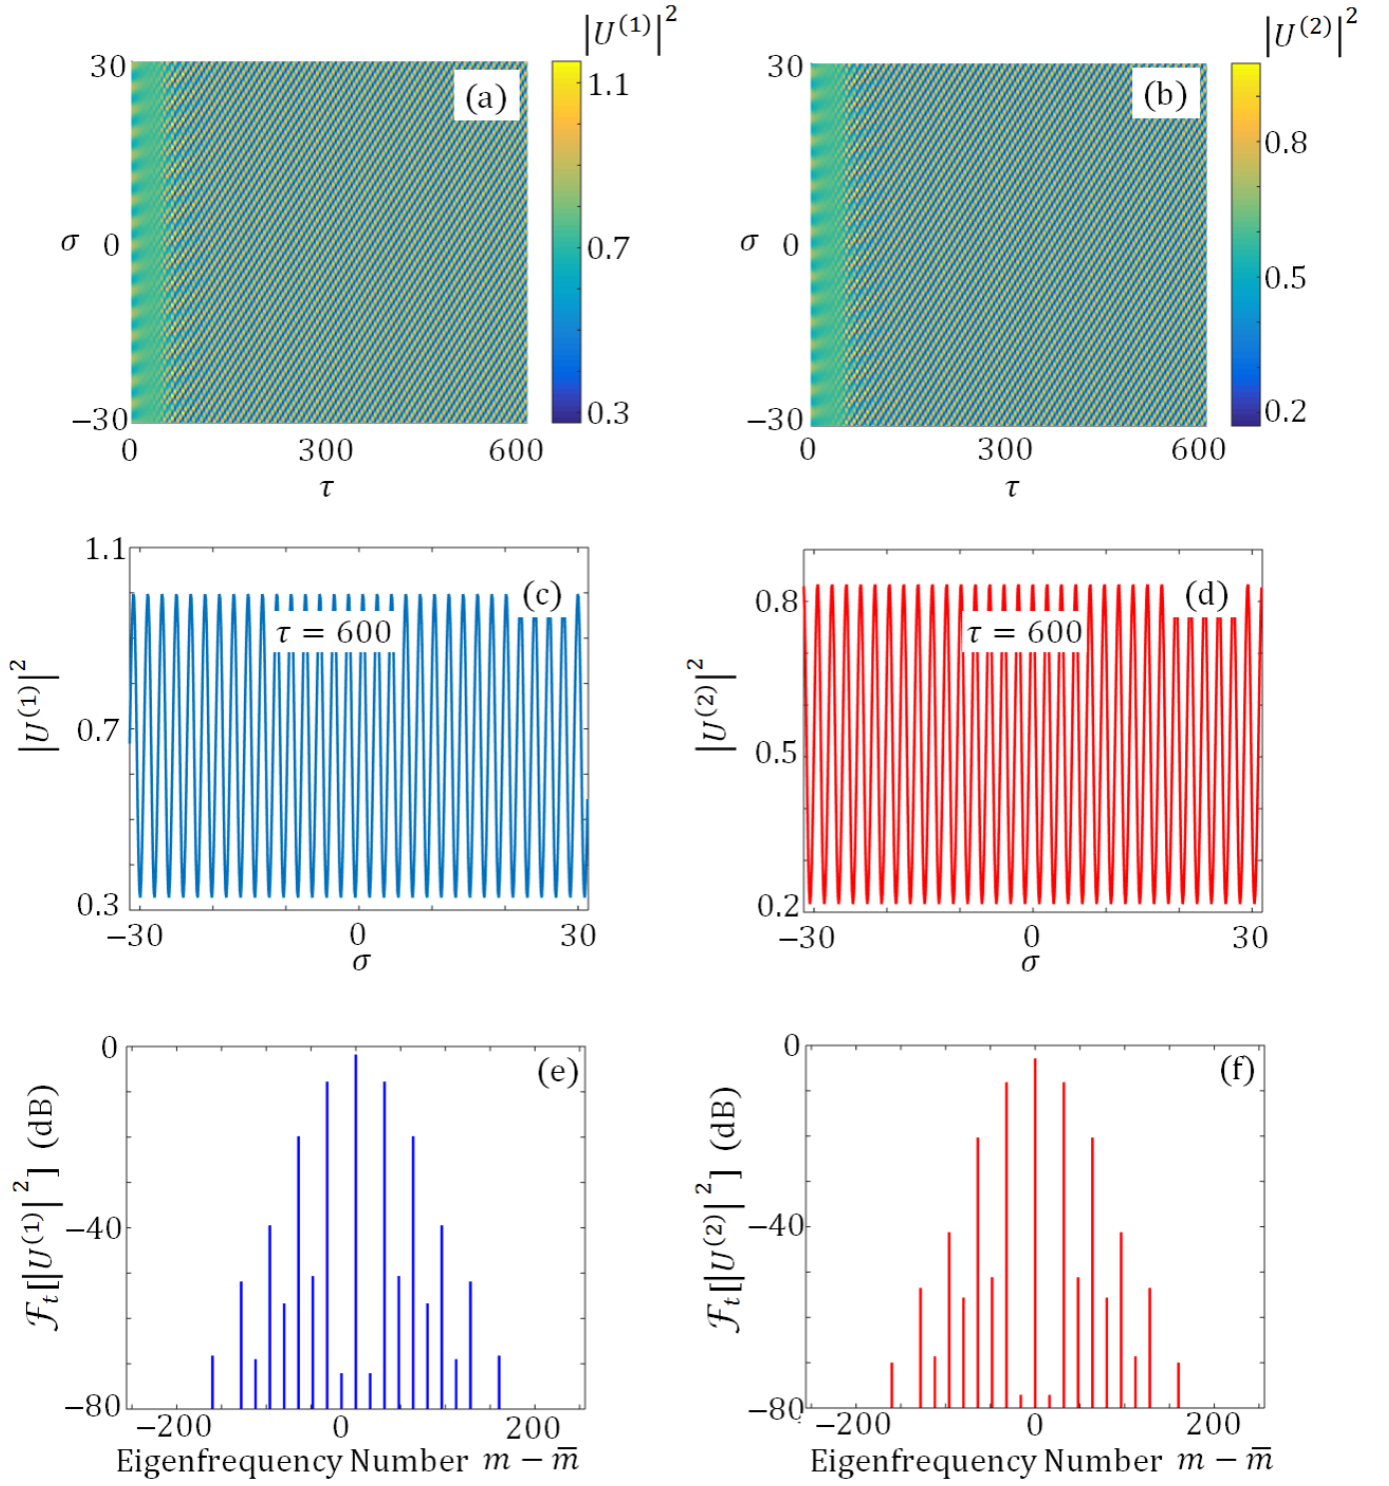 |U⁽¹⁾|²
|U⁽²⁾|²
30
(a)
1.1
σ 0
0.7
−30
0.3
0 300 600
τ
30
(b)
0.8
σ 0
0.5
−30
0.2
0 300 600
τ
1.1
(c)
τ = 600
|U⁽¹⁾|²
0.7
0.3
−30 0 30
σ
(d)
0.8
τ = 600
|U⁽²⁾|²
0.5
0.2
−30 0 30
σ
0
(e)
ℱₜ[|U⁽¹⁾|²] (dB)
−40
−80
−200 0 200
Eigenfrequency Number m − m̅
0
(f)
ℱₜ[|U⁽²⁾|²] (dB)
−40
−80
−200 0 200
Eigenfrequency Number m − m̅